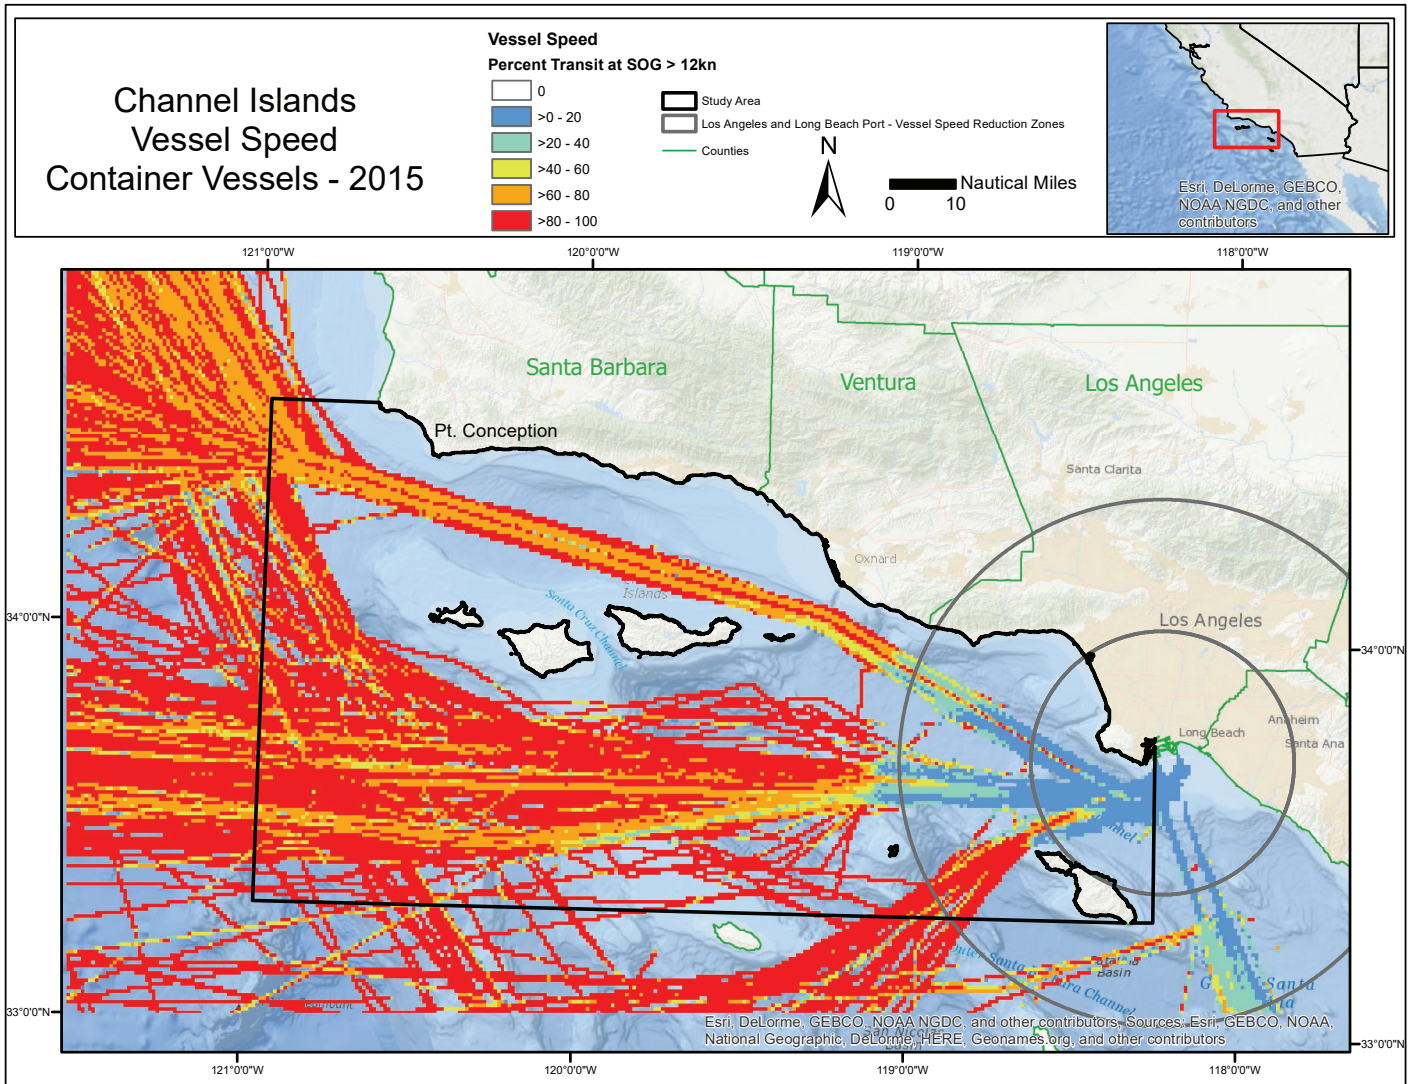 Channel Islands
Vessel Speed
Container Vessels - 2015
Vessel Speed
Percent Transit at SOG > 12kn
0
>0 - 20
>20 - 40
>40 - 60
>60 - 80
>80 - 100
Study Area
Los Angeles and Long Beach Port - Vessel Speed Reduction Zones
Counties
N
Nautical Miles
0 10
Esri, DeLorme, GEBCO,
NOAA NGDC, and other
contributors
121°0'0"W 120°0'0"W 119°0'0"W 118°0'0"W
Santa Barbara
Ventura
Los Angeles
Pt. Conception
Santa Clarita
Oxnard
Islands
Santa Cruz Channel
34°0'0"N
34°0'0"N
Los Angeles
Long Beach
Anaheim
Santa Ana
Outer Santa
Channel
Basin
Santa
33°0'0"N
33°0'0"N
Esri, DeLorme, GEBCO, NOAA NGDC, and other contributors, Sources: Esri, GEBCO, NOAA,
National Geographic, DeLorme, HERE, Geonames.org, and other contributors
121°0'0"W 120°0'0"W 119°0'0"W 118°0'0"W